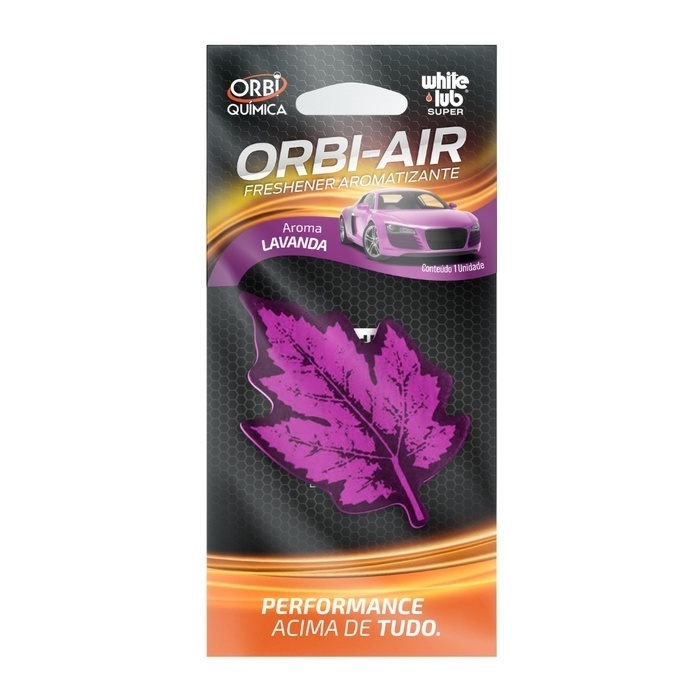 ORBI
QUÍMICA
white
lub
SUPER
ORBI-AIR
FRESHENER AROMATIZANTE
Aroma
LAVANDA
Conteúdo 1 Unidade
PERFORMANCE
ACIMA DE TUDO.